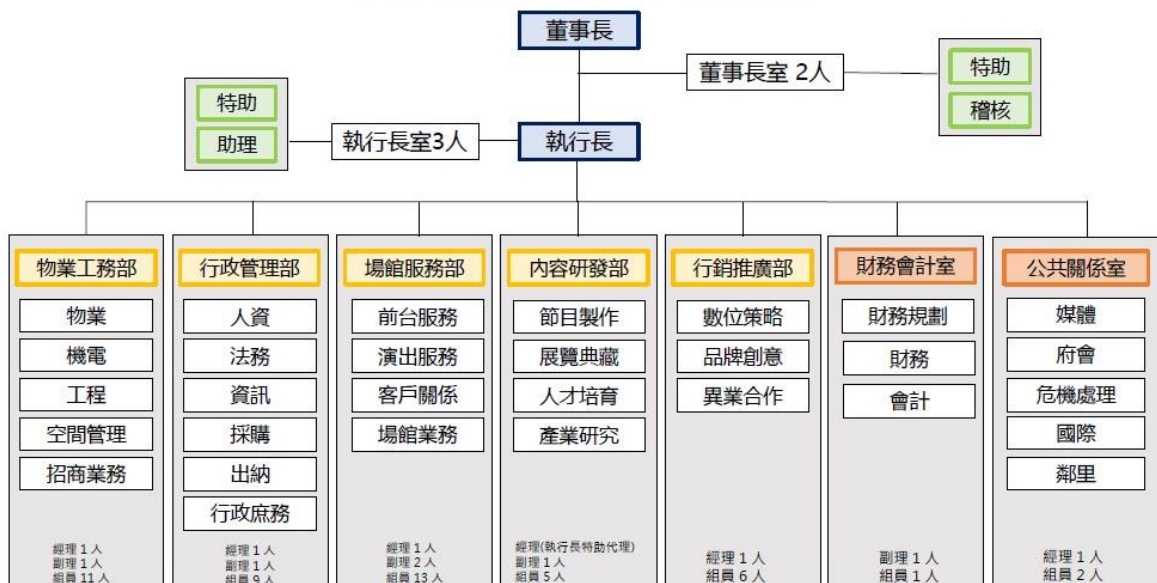 董事長
董事長室 2人
特助
稽核
特助
助理
執行長室3人
執行長
物業工務部
物業
機電
工程
空間管理
招商業務
經理 1 人
副理 1 人
組員 11 人
行政管理部
人資
法務
資訊
採購
出納
行政庶務
經理 1 人
副理 1 人
組員 9 人
場館服務部
前台服務
演出服務
客戶關係
場館業務
經理 1 人
副理 2 人
組員 13 人
內容研發部
節目製作
展覽典藏
人才培育
產業研究
經理(執行長特助代理)
副理 1 人
組員 5 人
行銷推廣部
數位策略
品牌創意
異業合作
經理 1 人
組員 6 人
財務會計室
財務規劃
財務
會計
副理 1 人
組員 1 人
公共關係室
媒體
府會
危機處理
國際
鄰里
經理 1 人
組員 2 人